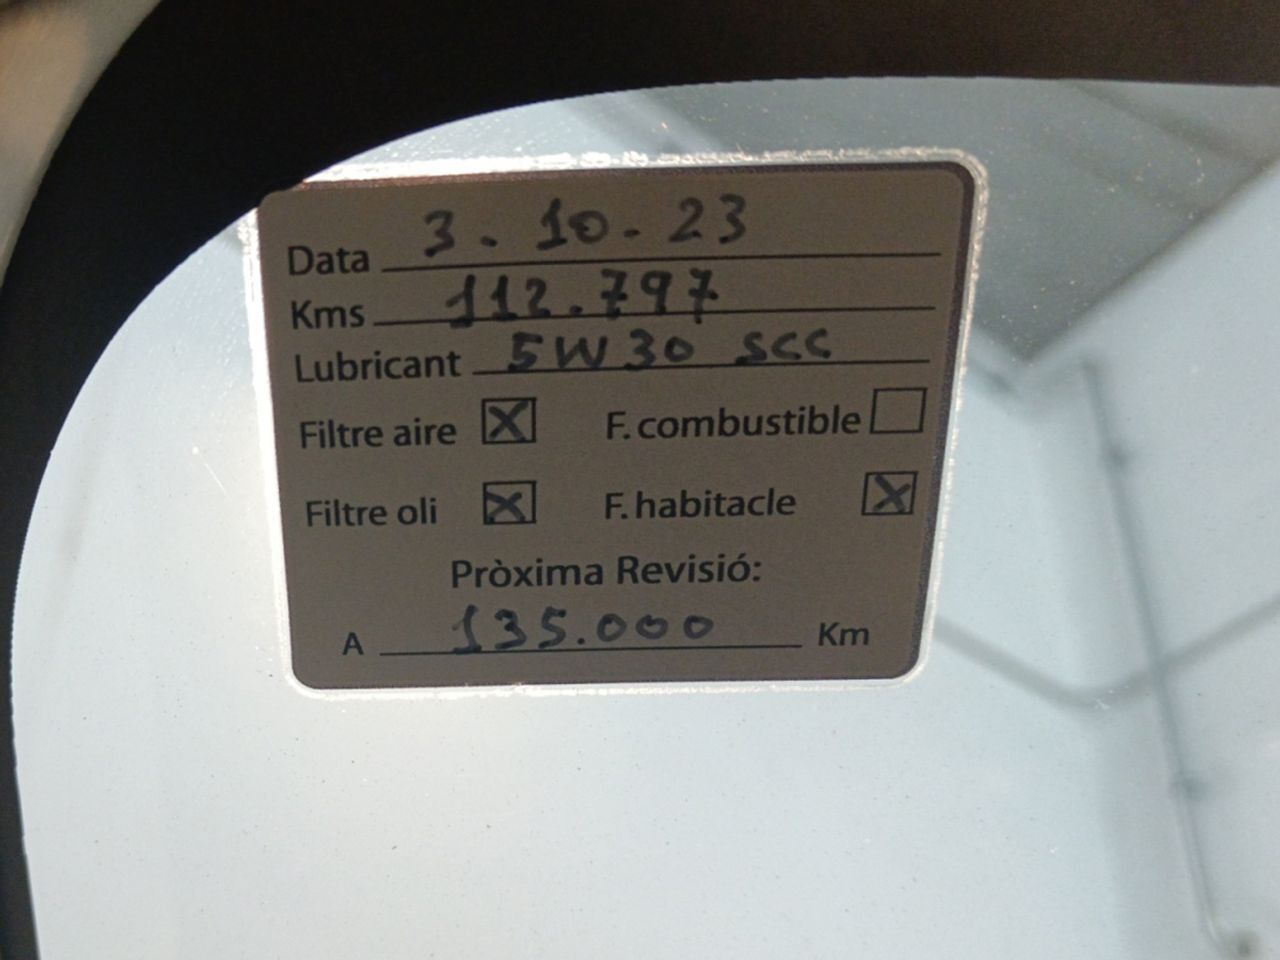 Data 3.10.23
Kms 112.797
Lubricant 5W30 SCC
Filtre aire X F. combustible
Filtre oli X F. habitacle X
Pròxima Revisió:
A 135.000 Km